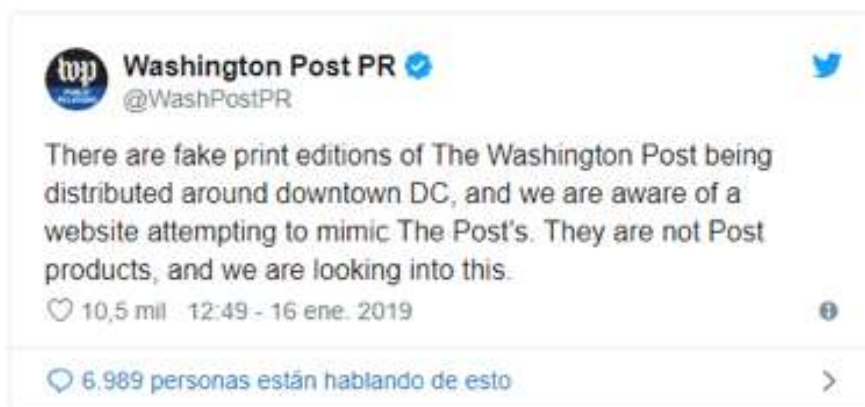 wp
Washington Post PR
@WashPostPR
There are fake print editions of The Washington Post being
distributed around downtown DC, and we are aware of a
website attempting to mimic The Post's. They are not Post
products, and we are looking into this.
10,5 mil 12:49 - 16 ene. 2019
6.989 personas están hablando de esto